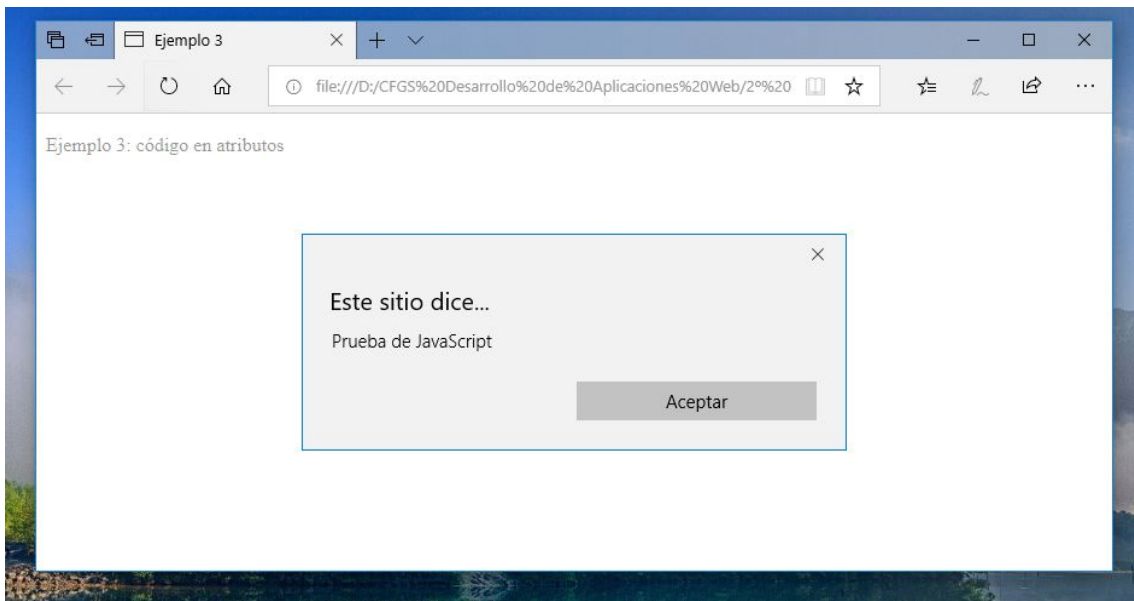 Ejemplo 3
file:///D:/CFGS%20Desarrollo%20de%20Aplicaciones%20Web/2º%20
Ejemplo 3: código en atributos
Este sitio dice...
Prueba de JavaScript
Aceptar